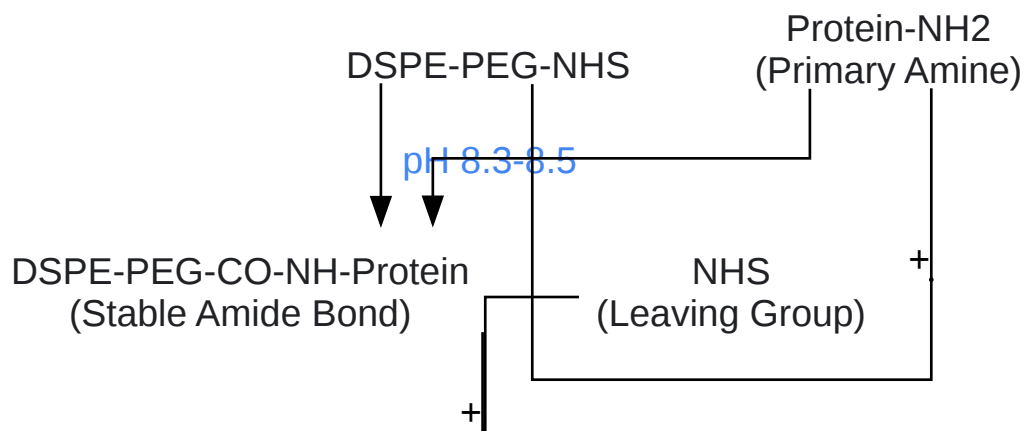 Protein-NH2
(Primary Amine)
DSPE-PEG-NHS
pH 8.3-8.5
+
DSPE-PEG-CO-NH-Protein
(Stable Amide Bond)
NHS
(Leaving Group)
+